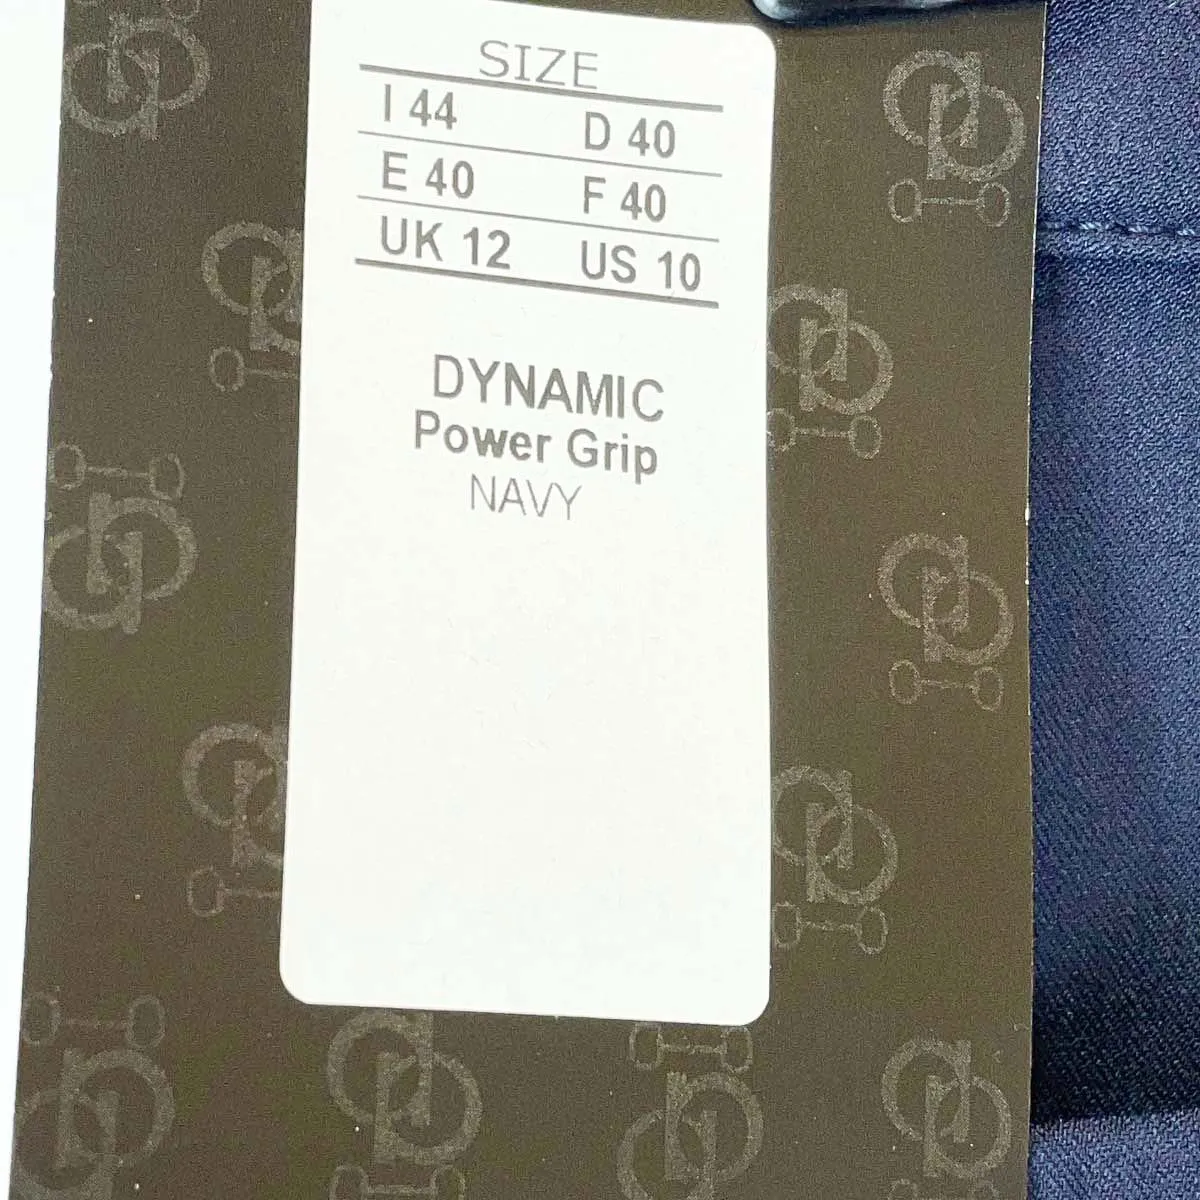 SIZE
I 44 D 40
E 40 F 40
UK 12 US 10
DYNAMIC
Power Grip
NAVY